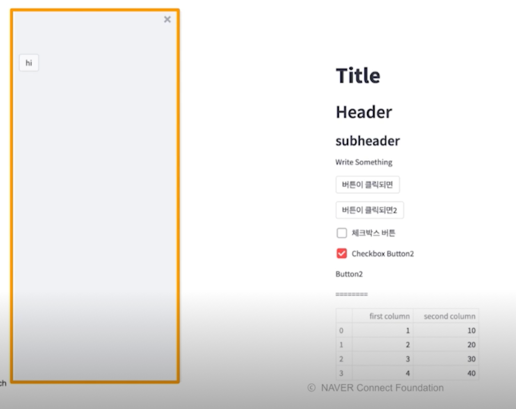 ×
hi
Title
Header
subheader
Write Something
버튼이 클릭되면
버튼이 클릭되면2
체크박스 버튼
Checkbox Button2
Button2
========
first column second column
0 1 10
1 2 20
2 3 30
3 4 40
ch
© NAVER Connect Foundation